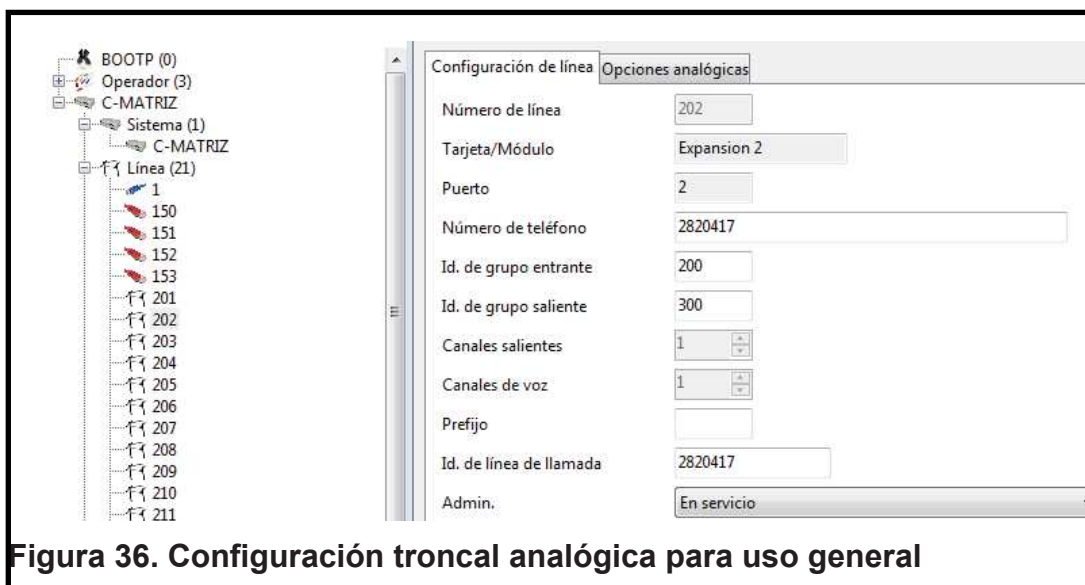 BOOTP (0)
Operador (3)
C-MATRIZ
Sistema (1)
C-MATRIZ
Línea (21)
1
150
151
152
153
201
202
203
204
205
206
207
208
209
210
211
Configuración de línea
Opciones analógicas
Número de línea 202
Tarjeta/Módulo Expansion 2
Puerto 2
Número de teléfono 2820417
Id. de grupo entrante 200
Id. de grupo saliente 300
Canales salientes 1
Canales de voz 1
Prefijo
Id. de línea de llamada 2820417
Admin. En servicio
Figura 36. Configuración troncal analógica para uso general